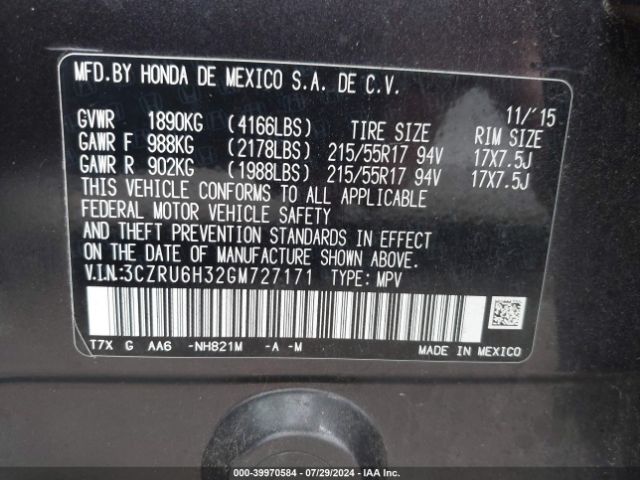 MFD.BY HONDA DE MEXICO S.A. DE C.V.
11/'15
GVWR 1890KG (4166LBS) TIRE SIZE RIM SIZE
GAWR F 988KG (2178LBS) 215/55R17 94V 17X7.5J
GAWR R 902KG (1988LBS) 215/55R17 94V 17X7.5J
THIS VEHICLE CONFORMS TO ALL APPLICABLE
FEDERAL MOTOR VEHICLE SAFETY
AND THEFT PREVENTION STANDARDS IN EFFECT
ON THE DATE OF MANUFACTURE SHOWN ABOVE.
V.I.N:3CZRU6H32GM727171 TYPE: MPV
T7X G AA6 -NH821M -A -M MADE IN MEXICO
000-39970584 / 07/29/2024 / IAA Inc.